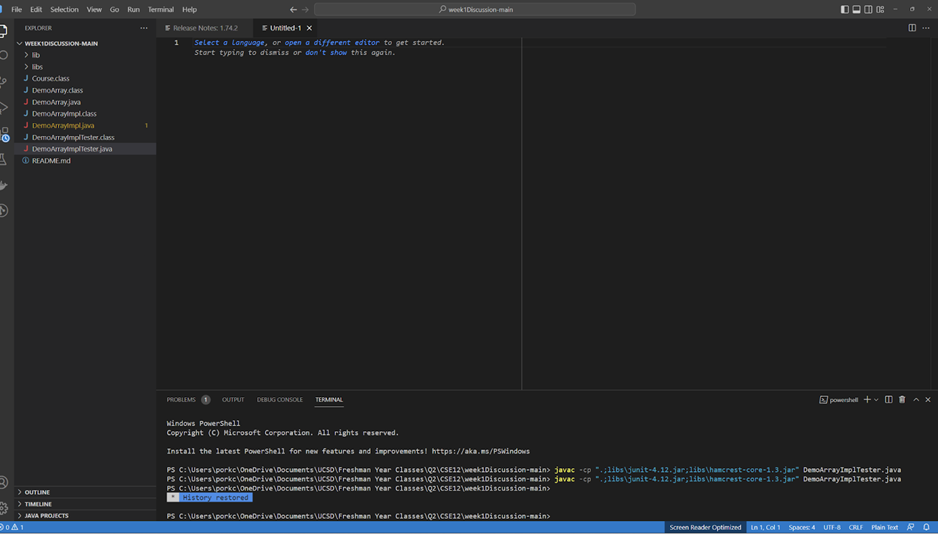 File Edit Selection View Go Run Terminal Help
week1Discussion-main
EXPLORER
WEEK1DISCUSSION-MAIN
lib
libs
Course.class
DemoArray.class
DemoArray.java
DemoArrayImpl.class
DemoArrayImpl.java 1
DemoArrayImplTester.class
DemoArrayImplTester.java
README.md
OUTLINE
TIMELINE
JAVA PROJECTS
Release Notes: 1.74.2
Untitled-1
1 Select a language, or open a different editor to get started.
Start typing to dismiss or don't show this again.
PROBLEMS 1 OUTPUT DEBUG CONSOLE TERMINAL
powershell
Windows PowerShell
Copyright (C) Microsoft Corporation. All rights reserved.
Install the latest PowerShell for new features and improvements! https://aka.ms/PSWindows
PS C:\Users\porkc\OneDrive\Documents\UCSD\Freshman Year Classes\Q2\CSE12\week1Discussion-main> javac -cp ".;libs\junit-4.12.jar;libs\hamcrest-core-1.3.jar" DemoArrayImplTester.java
PS C:\Users\porkc\OneDrive\Documents\UCSD\Freshman Year Classes\Q2\CSE12\week1Discussion-main> javac -cp ".;libs\junit-4.12.jar;libs\hamcrest-core-1.3.jar" DemoArrayImplTester.java
PS C:\Users\porkc\OneDrive\Documents\UCSD\Freshman Year Classes\Q2\CSE12\week1Discussion-main>
* History restored
PS C:\Users\porkc\OneDrive\Documents\UCSD\Freshman Year Classes\Q2\CSE12\week1Discussion-main>
0 1 Screen Reader Optimized Ln 1, Col 1 Spaces: 4 UTF-8 CRLF Plain Text